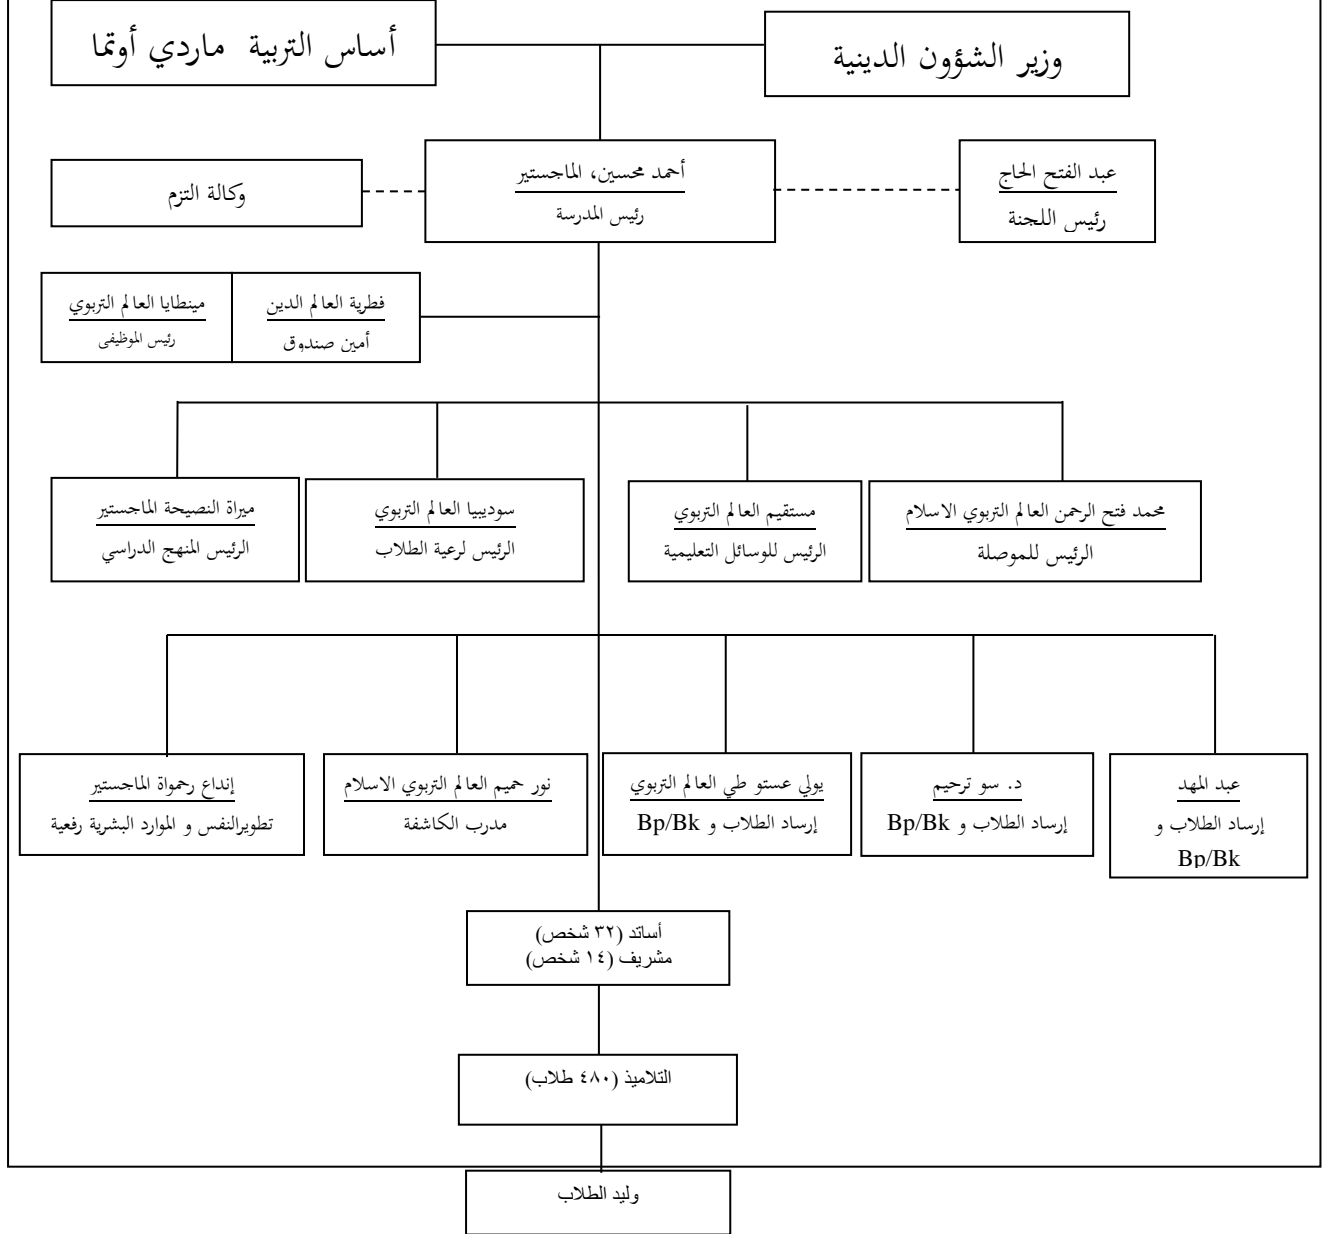 وزير الشؤون الدينية
أساس التربية ماردي أوتما
عبد الفتح الحاج
رئيس اللجنة
أحمد محسين، الماجستير
رئيس المدرسة
وكالة التزم
فطرية العالم الدين
أمين صندوق
مينطايا العالم التربوي
رئيس الموظيفى
محمد فتح الرحمن العالم التربوي الاسلام
الرئيس للموصلة
مستقيم العالم التربوي
الرئيس للوسائل التعليمية
سوديبيا العالم التربوي
الرئيس لرعية الطلاب
ميراة النصيحة الماجستير
الرئيس المنهج الدراسي
عبد المهد
إرساد الطلاب و
Bp/Bk
د. سو ترحيم
إرساد الطلاب و Bp/Bk
يولي عستو طي العالم التربوي
إرساد الطلاب و Bp/Bk
نور حميم العالم التربوي الاسلام
مدرب الكاشفة
إنداع رحمواة الماجستير
تطويرالنفس و الموارد البشرية رفعية
أساتد (٣٢ شخص)
مشريف (١٤ شخص)
التلاميذ (٤٨٠ طلاب)
وليد الطلاب